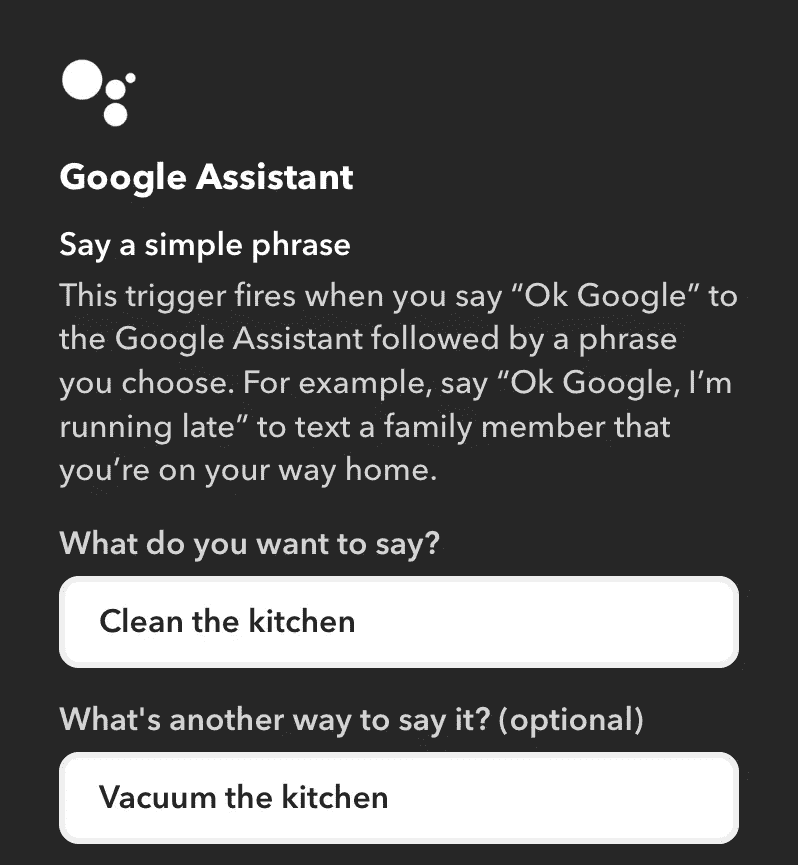 Google Assistant
Say a simple phrase
This trigger fires when you say “Ok Google” to
the Google Assistant followed by a phrase
you choose. For example, say “Ok Google, I’m
running late” to text a family member that
you’re on your way home.
What do you want to say?
Clean the kitchen
What's another way to say it? (optional)
Vacuum the kitchen